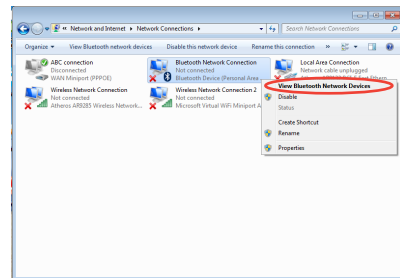 « Network and Internet ▸ Network Connections ▸
Search Network Connections
Organize
View Bluetooth network devices
Disable this network device
Rename this connection
»
ABC connection
Disconnected
WAN Miniport (PPPOE)
Bluetooth Network Connection
Not connected
Bluetooth Device (Personal Area
Local Area Connection
Network cable unplugged
Wireless Network Connection
Not connected
Atheros AR9285 Wireless Network...
Wireless Network Connection 2
Not connected
Microsoft Virtual WiFi Miniport A
View Bluetooth Network Devices
Disable
Status
Create Shortcut
Rename
Properties